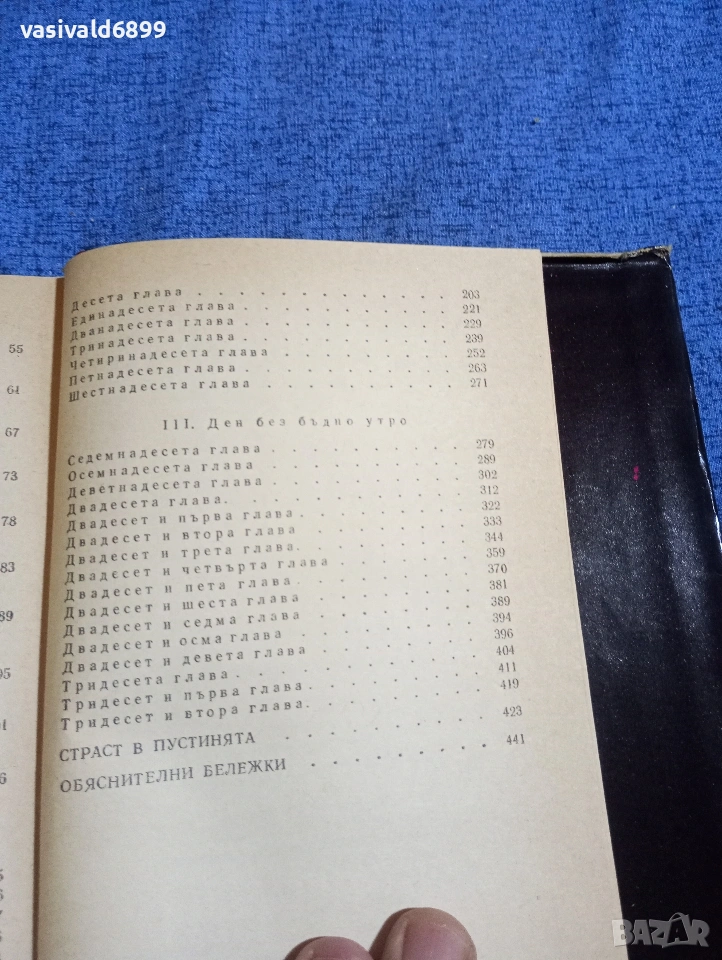 vasivald6899
Десета глава . . . . . . . . . . . 203
Единадесета глава . . . . . . . . . 221
Дванадесета глава . . . . . . . . . 229
Тринадесета глава . . . . . . . . . 239
Четиринадесета глава . . . . . . . 252
Петнадесета глава . . . . . . . . . 263
Шестнадесета глава . . . . . . . . 271
III. Ден без бъдно утро
Седемнадесета глава . . . . . . . . 279
Осемнадесета глава . . . . . . . . 289
Деветнадесета глава . . . . . . . . 302
Двадесета глава. . . . . . . . . . 312
Двадесет и първа глава . . . . . . . 322
Двадесет и втора глава . . . . . . . 333
Двадесет и трета глава. . . . . . . 344
Двадесет и четвърта глава . . . . . . 359
Двадесет и пета глава . . . . . . . 370
Двадесет и шеста глава . . . . . . . 381
Двадесет и седма глава . . . . . . . 389
Двадесет и осма глава . . . . . . . 394
Двадесет и девета глава . . . . . . . 396
Тридесета глава . . . . . . . . . . 404
Тридесет и първа глава . . . . . . . 411
Тридесет и втора глава. . . . . . . 419
СТРАСТ В ПУСТИНЯТА . . . . . . . . . 423
ОБЯСНИТЕЛНИ БЕЛЕЖКИ . . . . . . . . 441
55
61
67
73
78
83
89
95
BAZAR